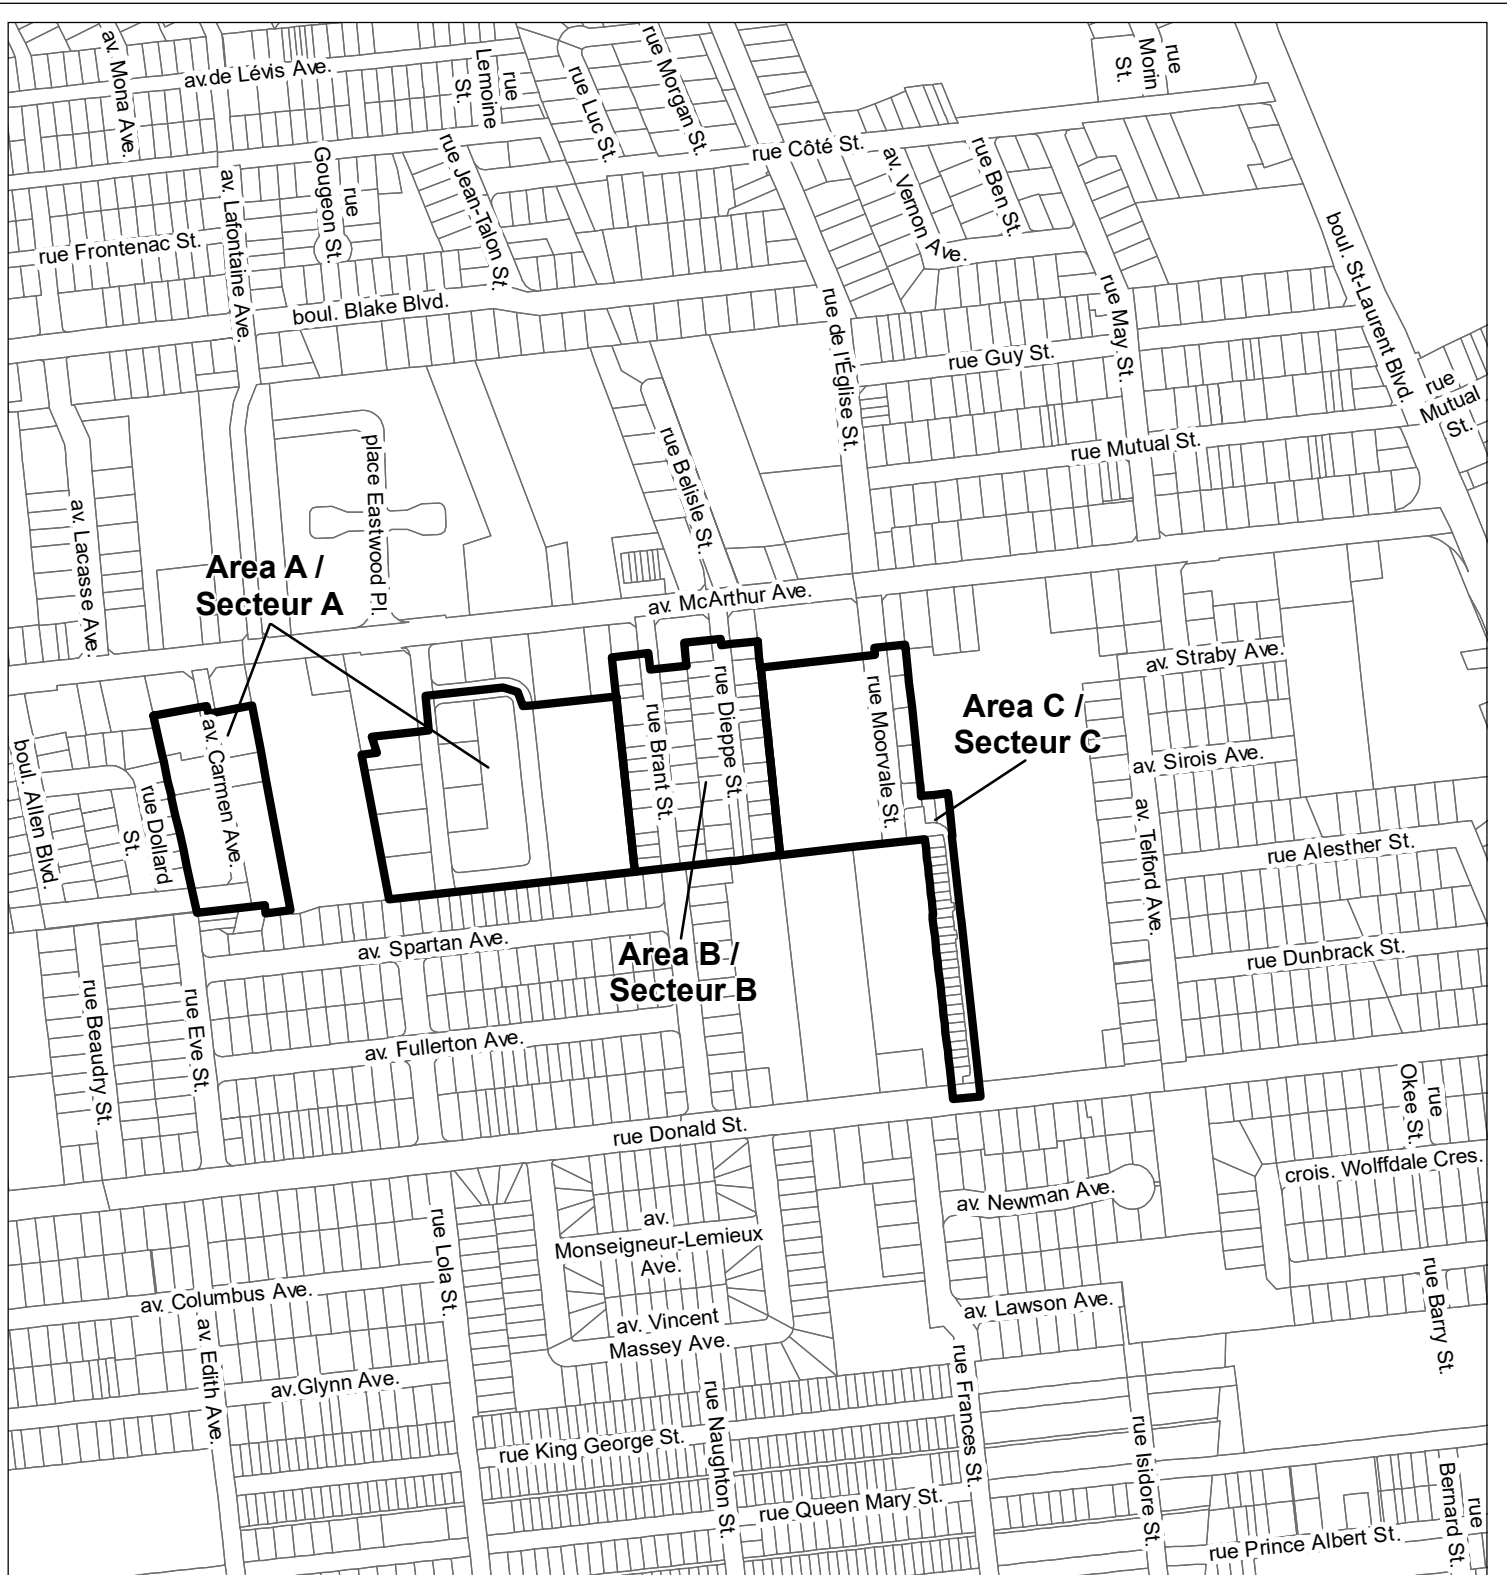 av. Mona Ave.
av.de Lévis Ave.
rue
Lemoine
St.
rue Luc St.
rue Morgan St.
rue
Morin
St.
rue Côté St.
rue Jean-Talon St.
rue
Gougeon St.
av. Lafontaine Ave.
rue Frontenac St.
av. Vernon Ave.
rue Ben St.
boul. St-Laurent Blvd.
boul. Blake Blvd.
rue de l'Église St.
rue May St.
rue Guy St.
rue
Mutual
St.
rue Mutual St.
rue Belisle St.
place Eastwood Pl.
av. Lacasse Ave.
Area A /
Secteur A
av. McArthur Ave.
av. Straby Ave.
rue Moorvale St.
rue Dieppe St.
rue Brant St.
av. Carmen Ave.
Area C /
Secteur C
boul. Allen Blvd.
rue Dollard
St.
av. Sirois Ave.
av. Telford Ave.
rue Alesther St.
av. Spartan Ave.
Area B /
Secteur B
rue Dunbrack St.
rue Beaudry St.
rue Eve St.
av. Fullerton Ave.
rue Donald St.
rue
Okee St.
crois. Wolffdale Cres.
av. Newman Ave.
rue Lola St.
av.
Monseigneur-Lemieux
Ave.
av. Columbus Ave.
av. Lawson Ave.
rue Barry St.
av. Vincent
Massey Ave.
av. Edith Ave.
av.Glynn Ave.
rue Frances St.
rue Naughton St.
rue King George St.
rue Isidore St.
rue Queen Mary St.
rue
Bernard St.
rue Prince Albert St.